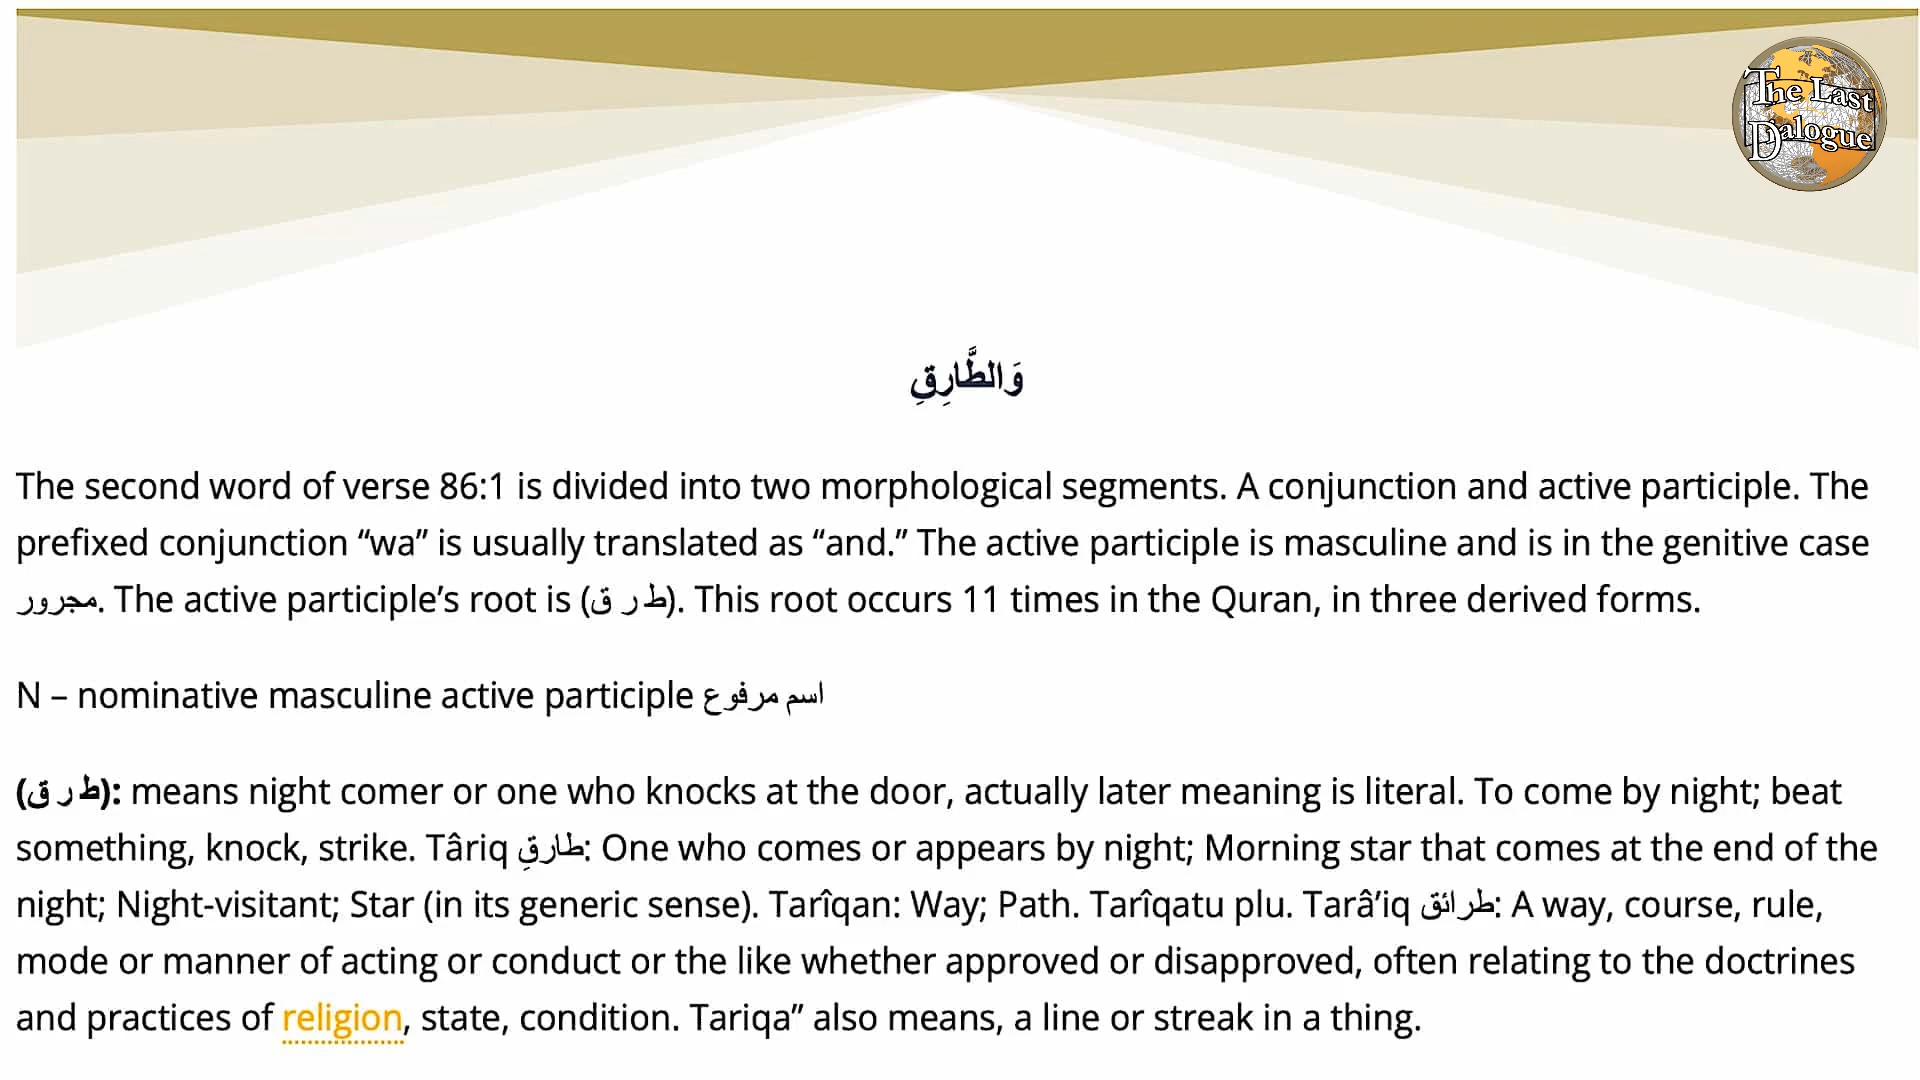 The Last
Dialogue
وَالطَّارِقِ
The second word of verse 86:1 is divided into two morphological segments. A conjunction and active participle. The
prefixed conjunction “wa” is usually translated as “and.” The active participle is masculine and is in the genitive case
مجرور. The active participle’s root is (ط ر ق). This root occurs 11 times in the Quran, in three derived forms.
N – nominative masculine active participle اسم مرفوع
(ط ر ق): means night comer or one who knocks at the door, actually later meaning is literal. To come by night; beat
something, knock, strike. Târiq طارقِ: One who comes or appears by night; Morning star that comes at the end of the
night; Night-visitant; Star (in its generic sense). Tarîqan: Way; Path. Tarîqatu plu. Tarâ’iq طرائق: A way, course, rule,
mode or manner of acting or conduct or the like whether approved or disapproved, often relating to the doctrines
and practices of religion, state, condition. Tariqa” also means, a line or streak in a thing.